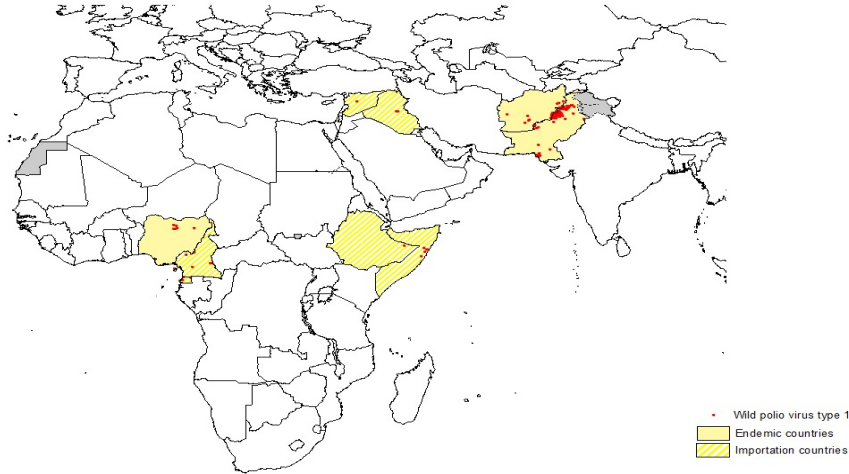 Wild polio virus type 1
Endemic countries
Importation countries